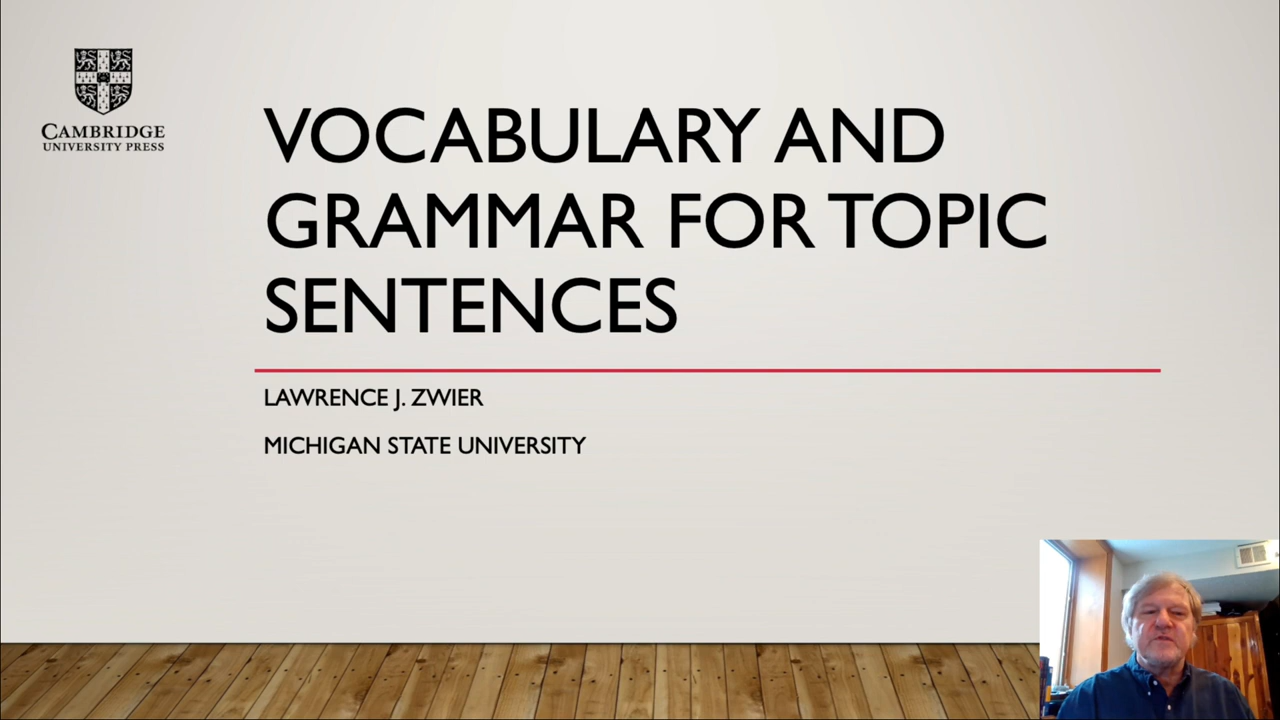 CAMBRIDGE
UNIVERSITY PRESS
VOCABULARY AND
GRAMMAR FOR TOPIC
SENTENCES
LAWRENCE J. ZWIER
MICHIGAN STATE UNIVERSITY